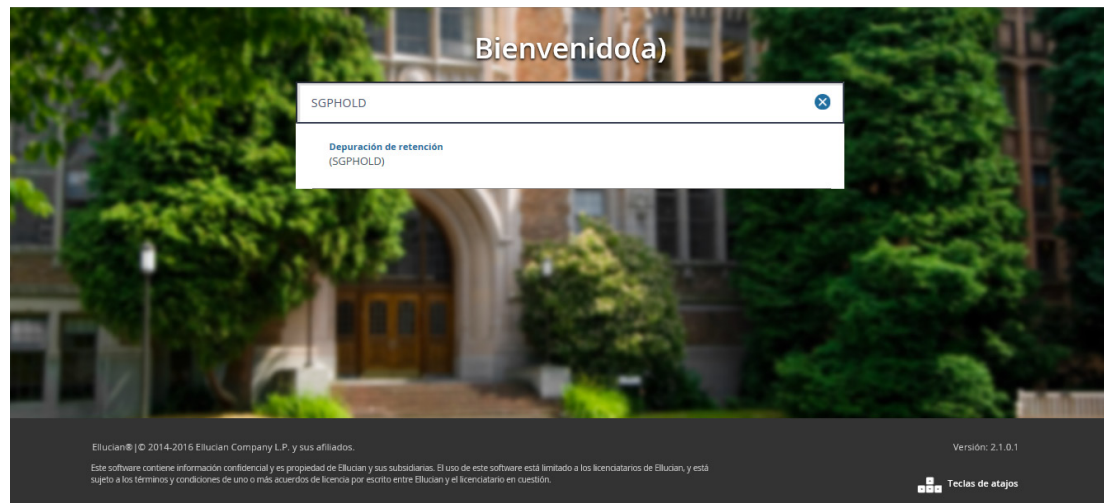 Bienvenido(a)
SGPHOLD
Depuración de retención
(SGPHOLD)
Ellucian®|© 2014-2016 Ellucian Company L.P. y sus afiliados.
Versión: 2.1.0.1
Este software contiene información confidencial y es propiedad de Ellucian y sus subsidiarias. El uso de este software está limitado a los licenciatarios de Ellucian, y está
sujeto a los términos y condiciones de uno o más acuerdos de licencia por escrito entre Ellucian y el licenciatario en cuestión.
Teclas de atajos